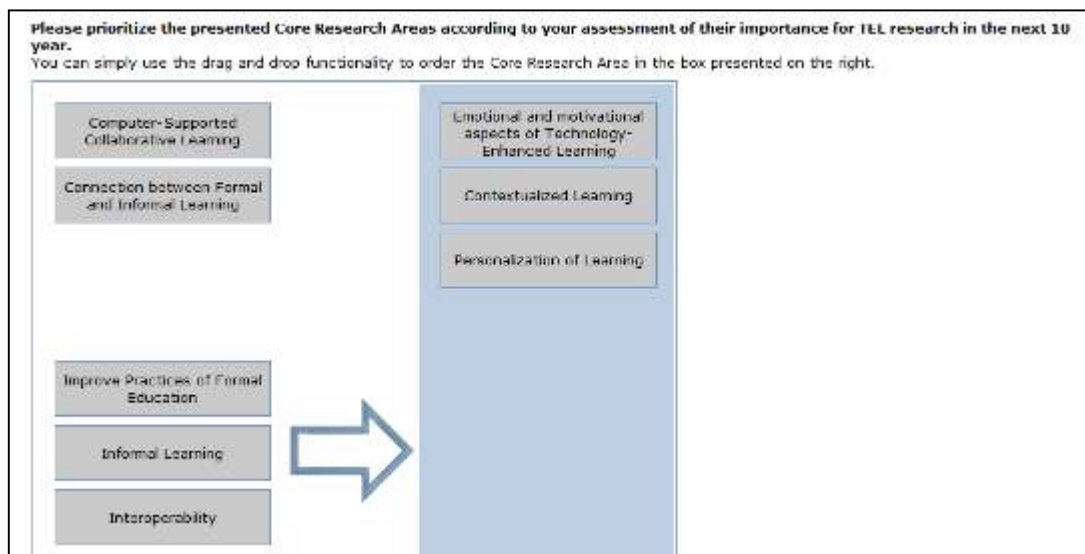 Please prioritize the presented Core Research Areas according to your assessment of their importance for TEL research in the next 10
year.
You can simply use the drag and drop functionality to order the Core Research Area in the box presented on the right.
Computer-Supported
Collaborative Learning
Connection between Formal
and Informal Learning
Improve Practices of Formal
Education
Informal Learning
Interoperability
Emotional and motivational
aspects of Technology-
Enhanced Learning
Contextualized Learning
Personalization of Learning